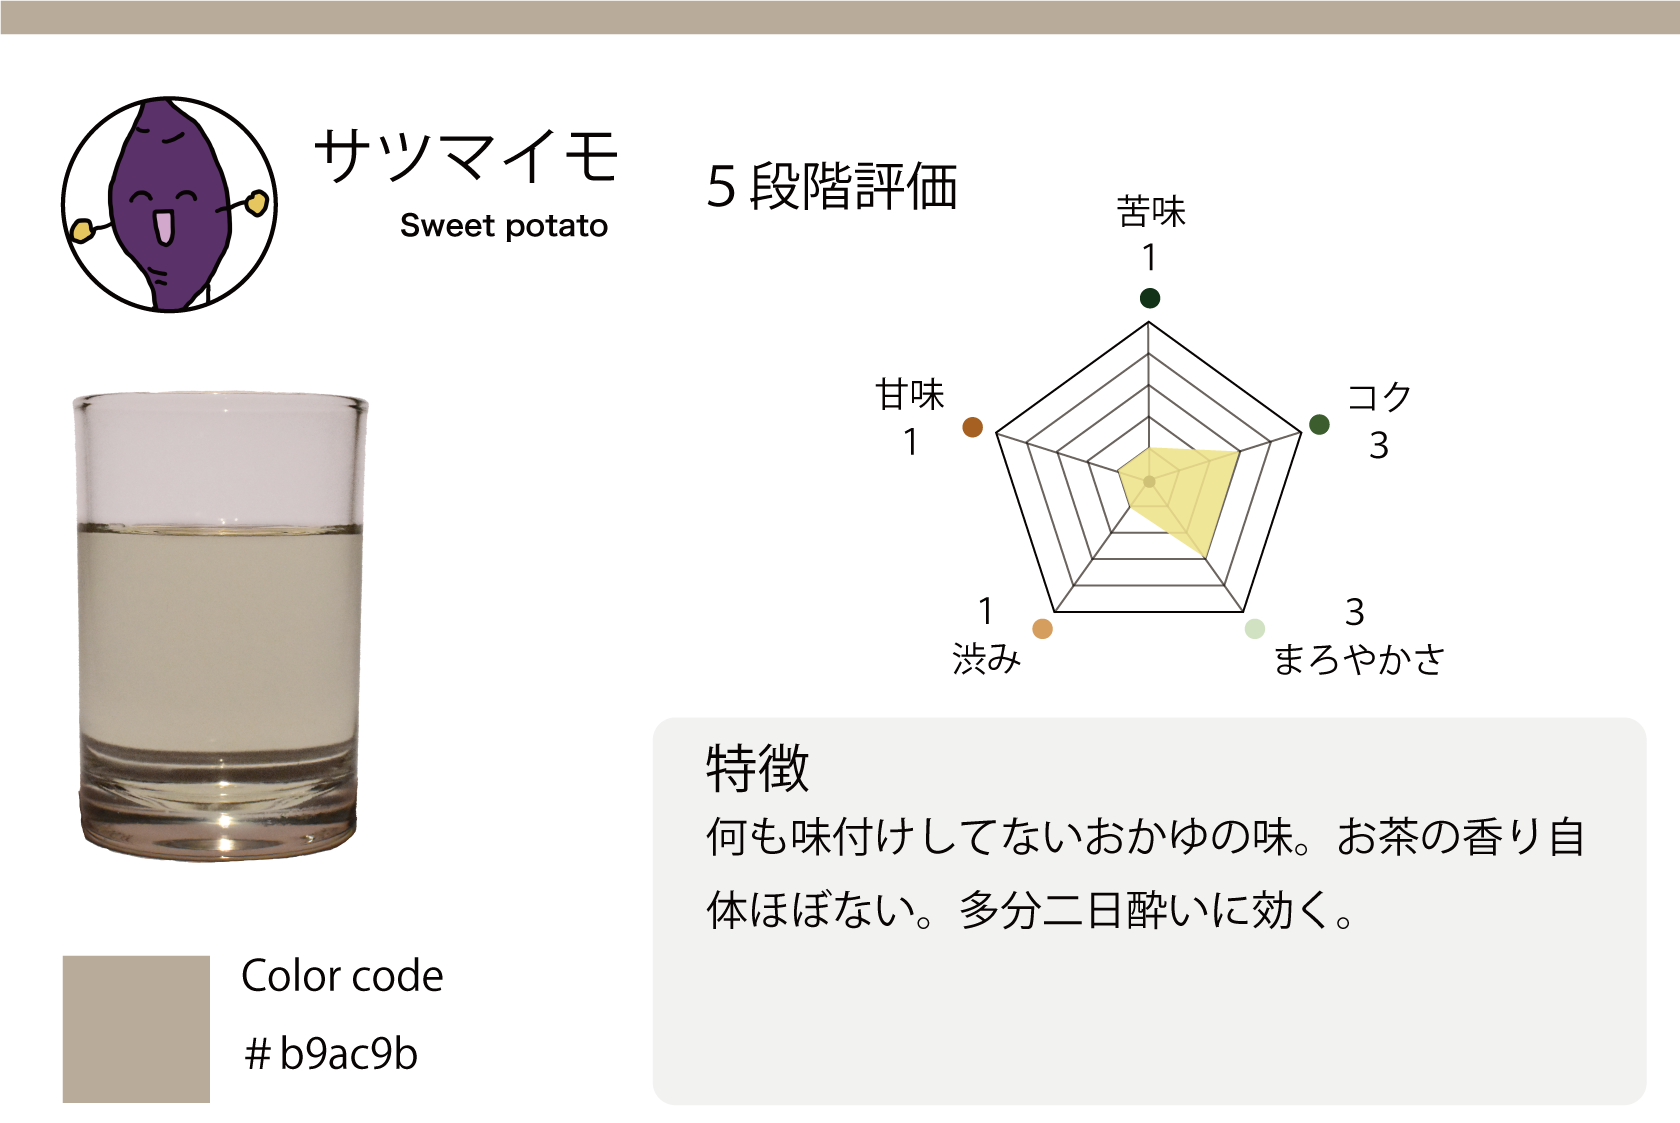 サツマイモ
Sweet potato
5段階評価
苦味
1
甘味
1
コク
3
1
渋み
3
まろやかさ
特徴
何も味付けしてないおかゆの味。お茶の香り自
体ほぼない。多分二日酔いに効く。
Color code
# b9ac9b